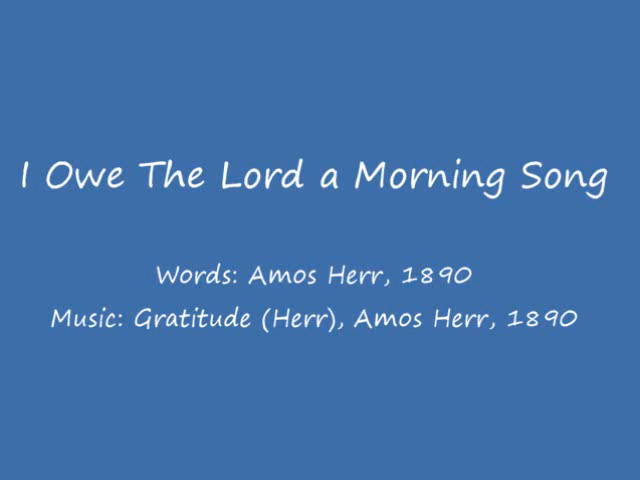 I Owe The Lord a Morning Song
Words: Amos Herr, 1890
Music: Gratitude (Herr), Amos Herr, 1890